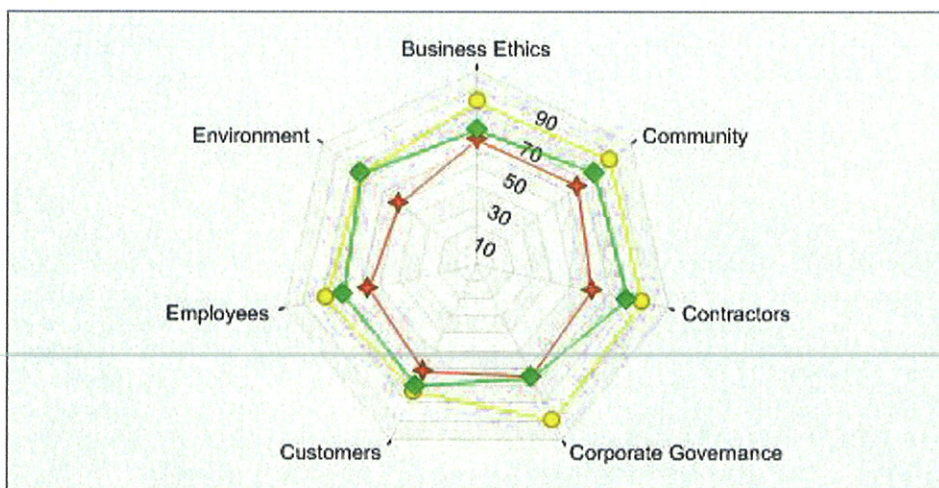 Business Ethics
Environment
Community
90
70
50
30
10
Employees
Contractors
Customers
Corporate Governance